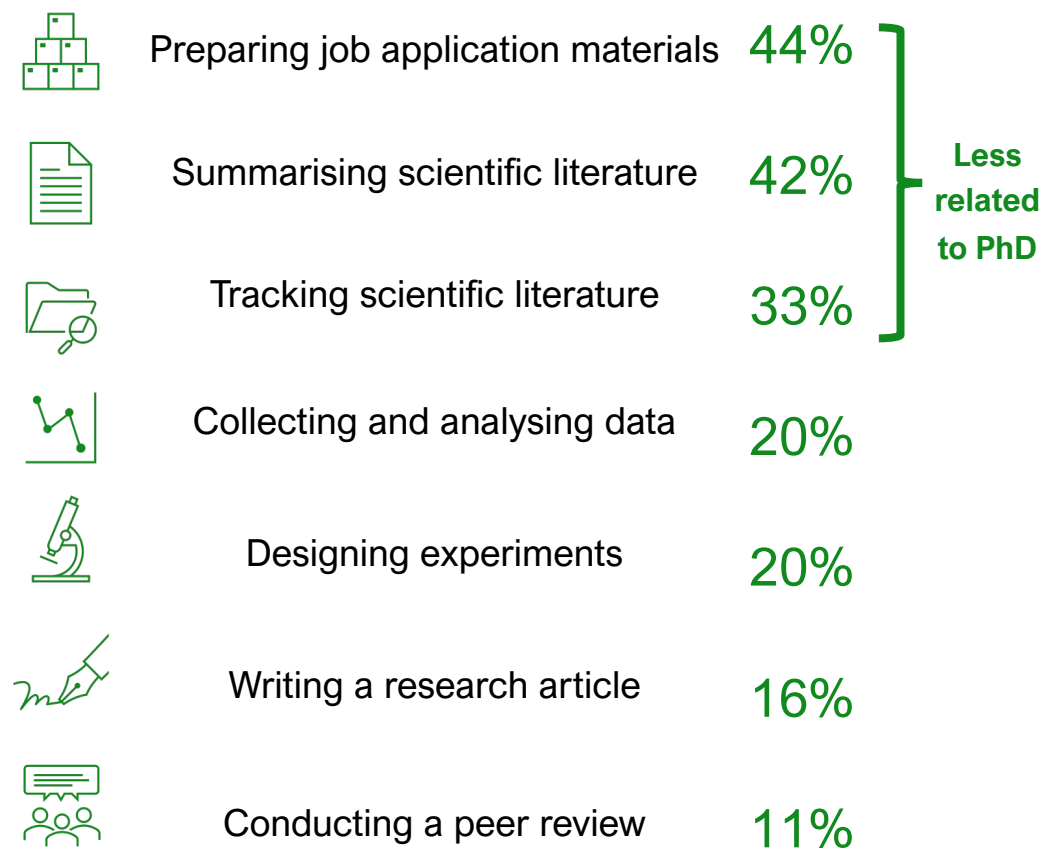 Preparing job application materials 44%
Summarising scientific literature 42%
Less
related
to PhD
Tracking scientific literature 33%
Collecting and analysing data 20%
Designing experiments 20%
Writing a research article 16%
Conducting a peer review 11%